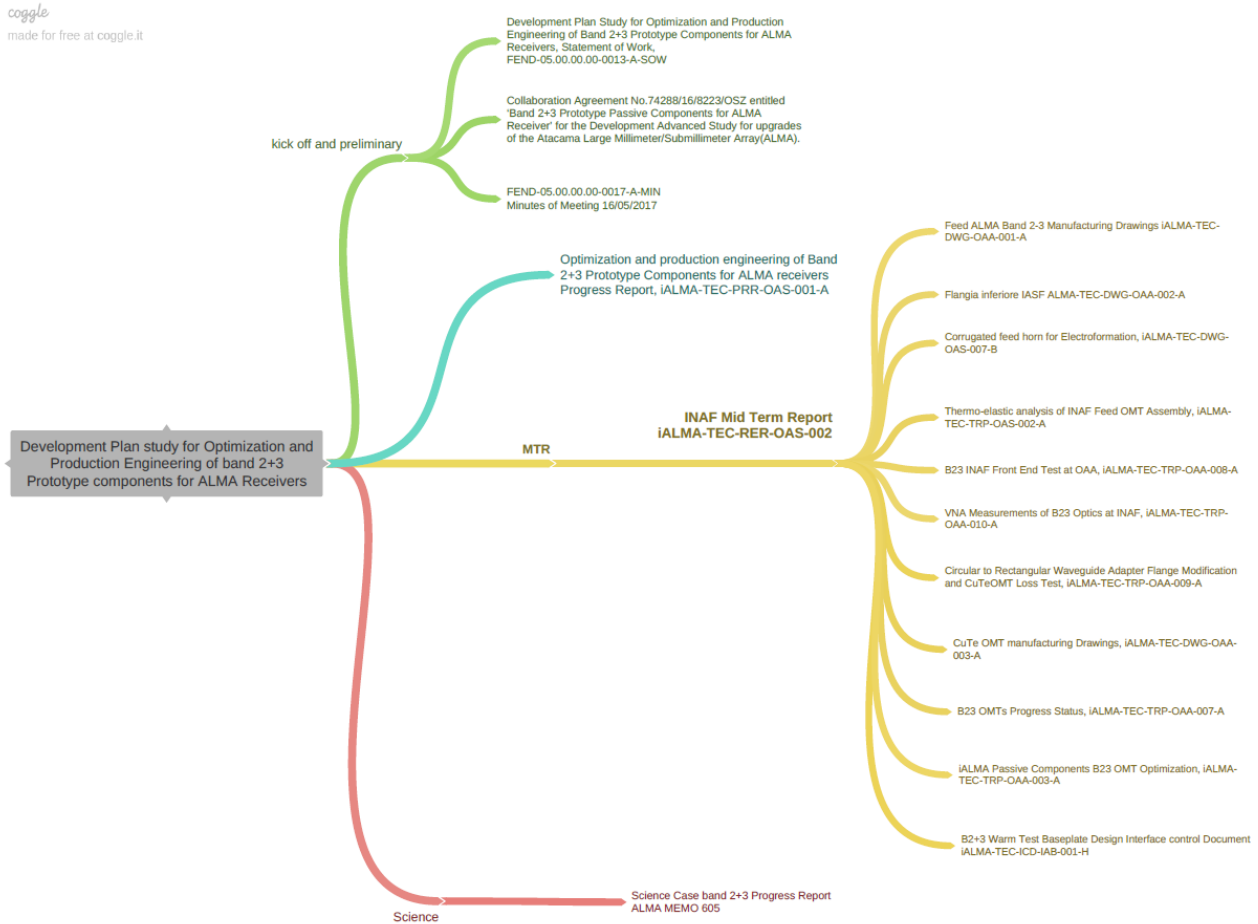 coggle
made for free at coggle.it
Development Plan Study for Optimization and Production
Engineering of Band 2+3 Prototype Components for ALMA
Receivers, Statement of Work,
FEND-05.00.00.00-0013-A-SOW
Collaboration Agreement No.74288/16/8223/OSZ entitled
'Band 2+3 Prototype Passive Components for ALMA
Receiver' for the Development Advanced Study for upgrades
of the Atacama Large Millimeter/Submillimeter Array(ALMA).
kick off and preliminary
FEND-05.00.00.00-0017-A-MIN
Minutes of Meeting 16/05/2017
Optimization and production engineering of Band
2+3 Prototype Components for ALMA receivers
Progress Report, iALMA-TEC-PRR-OAS-001-A
Development Plan study for Optimization and
Production Engineering of band 2+3
Prototype components for ALMA Receivers
MTR
INAF Mid Term Report
iALMA-TEC-RER-OAS-002
Feed ALMA Band 2-3 Manufacturing Drawings iALMA-TEC-
DWG-OAA-001-A
Flangia inferiore IASF ALMA-TEC-DWG-OAA-002-A
Corrugated feed horn for Electroformation, iALMA-TEC-DWG-
OAS-007-B
Thermo-elastic analysis of INAF Feed OMT Assembly, iALMA-
TEC-TRP-OAS-002-A
B23 INAF Front End Test at OAA, iALMA-TEC-TRP-OAA-008-A
VNA Measurements of B23 Optics at INAF, iALMA-TEC-TRP-
OAA-010-A
Circular to Rectangular Waveguide Adapter Flange Modification
and CuTeOMT Loss Test, iALMA-TEC-TRP-OAA-009-A
CuTe OMT manufacturing Drawings, iALMA-TEC-DWG-OAA-
003-A
B23 OMTs Progress Status, iALMA-TEC-TRP-OAA-007-A
iALMA Passive Components B23 OMT Optimization, iALMA-
TEC-TRP-OAA-003-A
B2+3 Warm Test Baseplate Design Interface control Document
iALMA-TEC-ICD-IAB-001-H
Science
Science Case band 2+3 Progress Report
ALMA MEMO 605